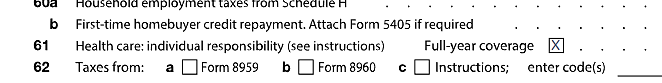 60a Household employment taxes from Schedule H . . . . . . . .
b First-time homebuyer credit repayment. Attach Form 5405 if required . . . . .
61 Health care: individual responsibility (see instructions) Full-year coverage X . . . .
62 Taxes from: a Form 8959 b Form 8960 c Instructions; enter code(s)